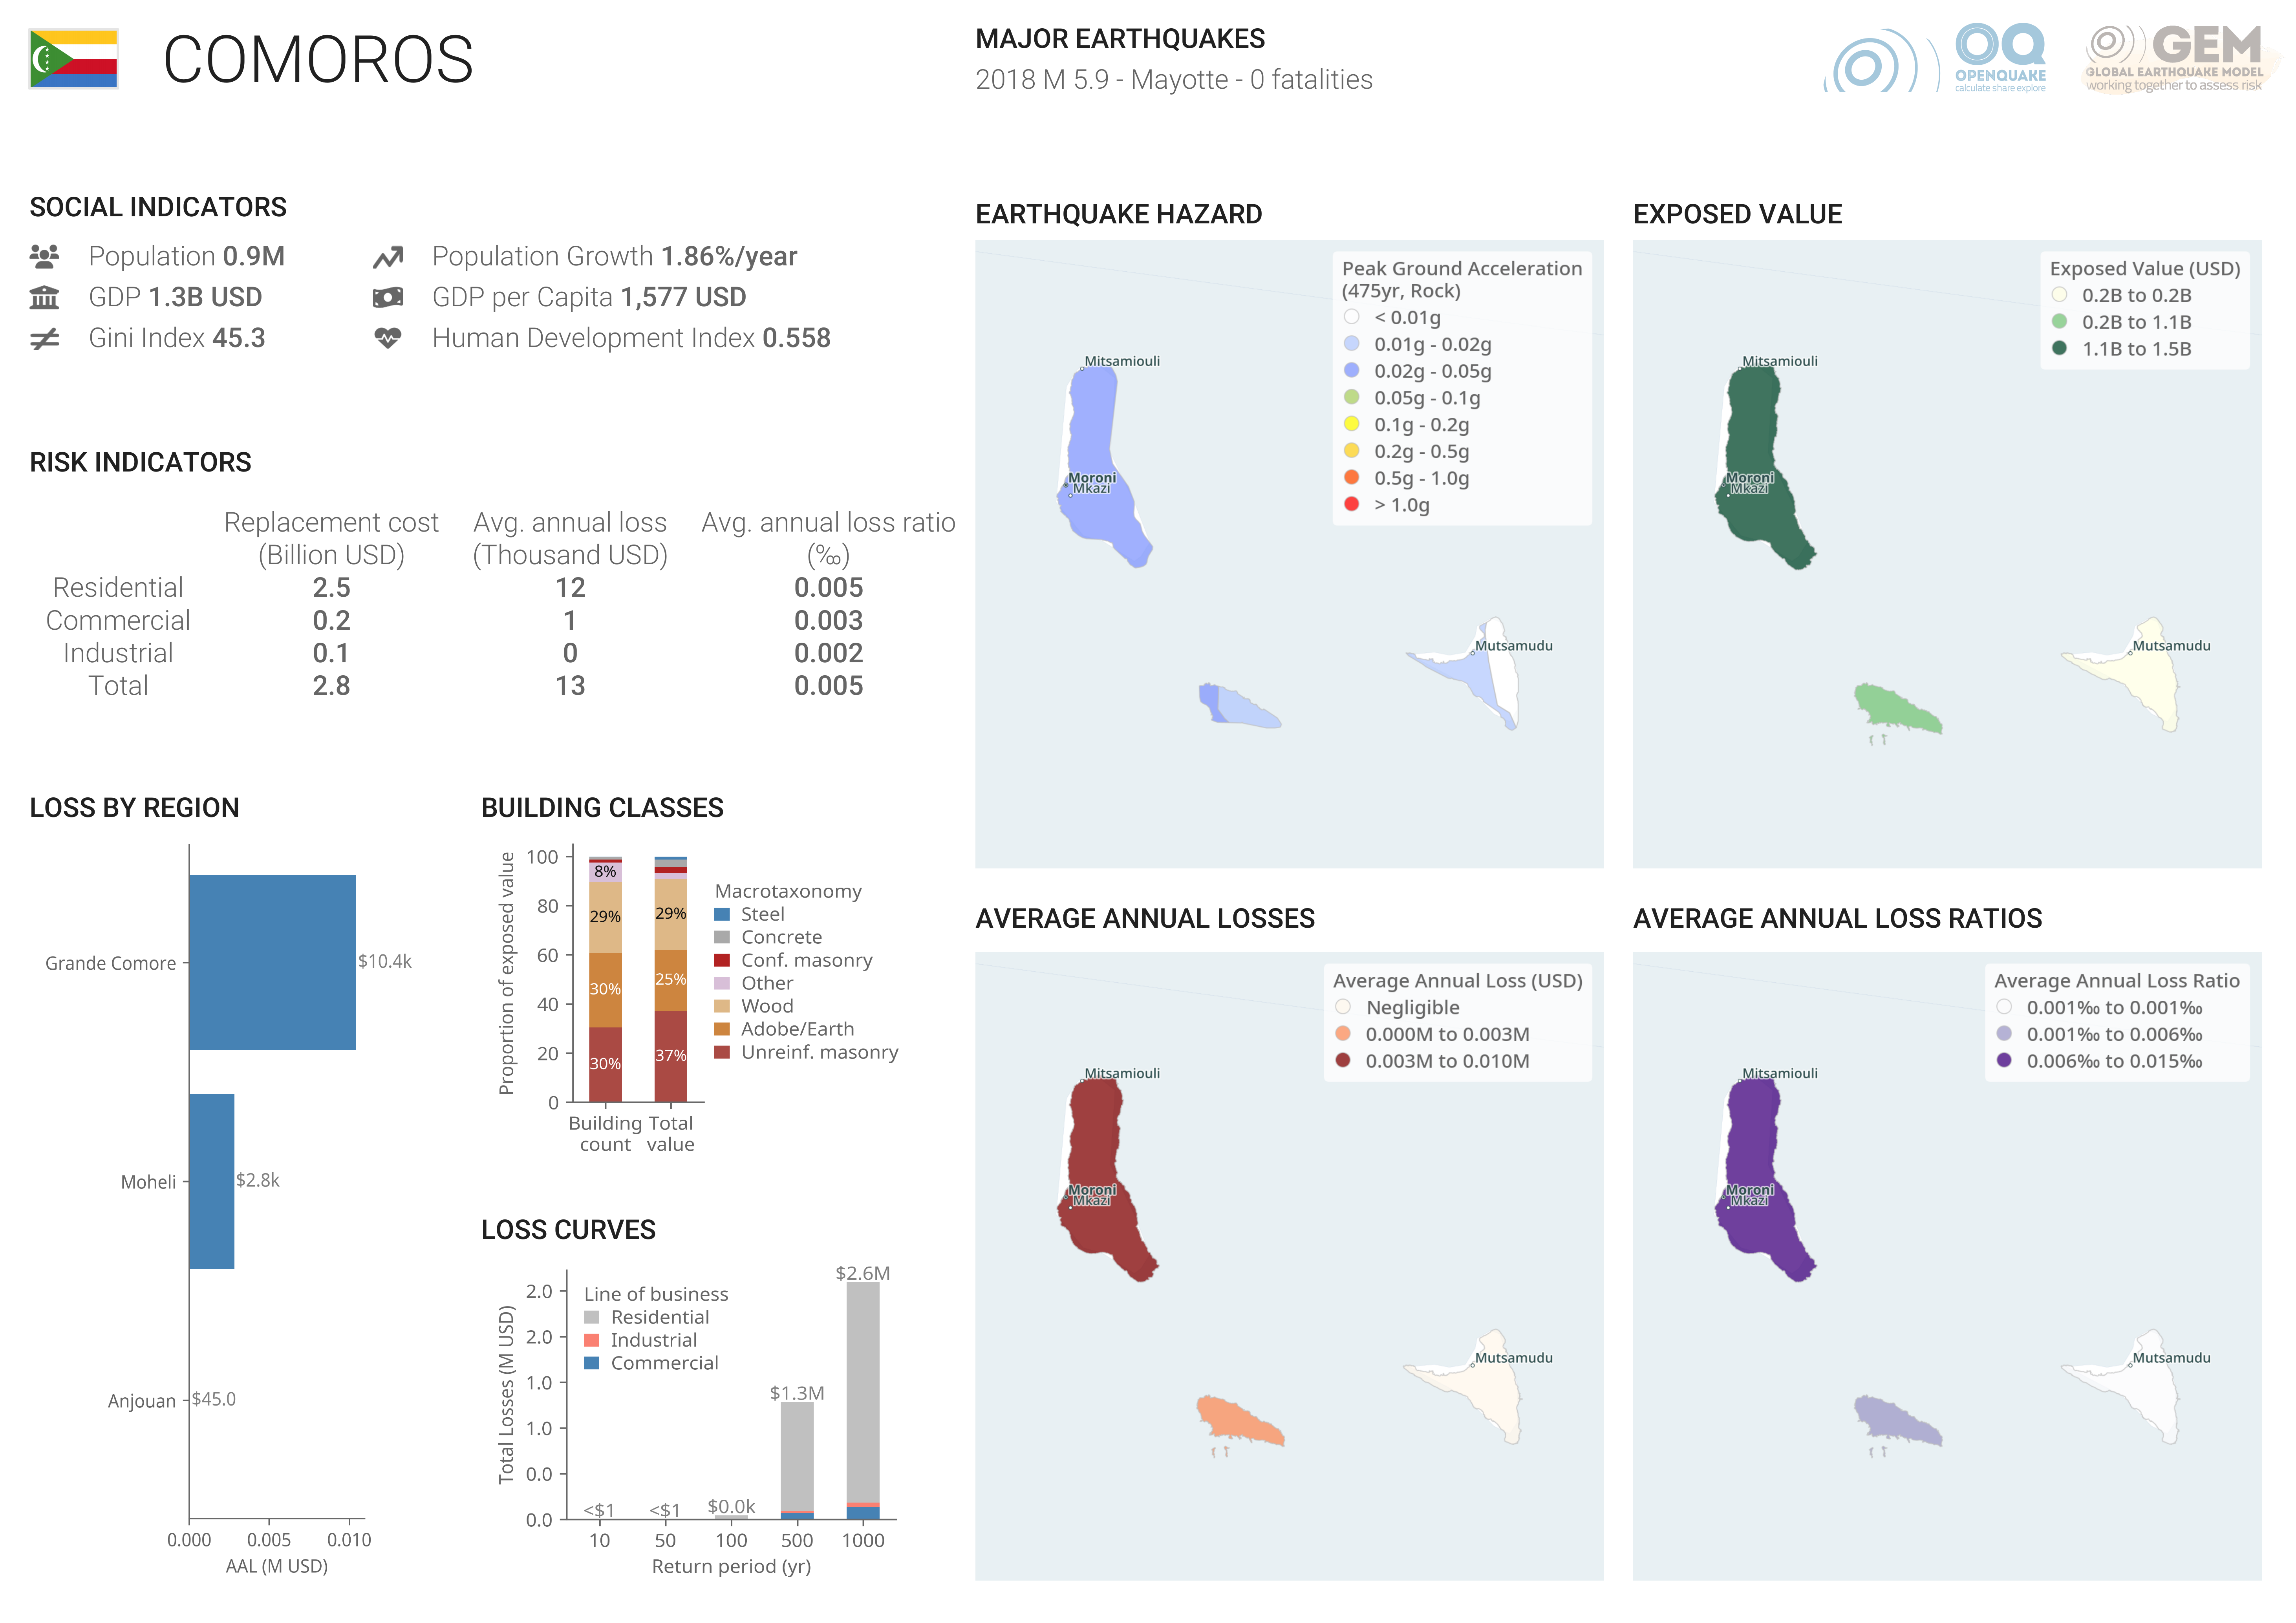 COMOROS
MAJOR EARTHQUAKES
2018 M 5.9 - Mayotte - 0 fatalities
OQ
OPENQUAKE
calculate share explore
GEM
GLOBAL EARTHQUAKE MODEL
working together to assess risk
SOCIAL INDICATORS
Population 0.9M
Population Growth 1.86%/year
GDP 1.3B USD
GDP per Capita 1,577 USD
Gini Index 45.3
Human Development Index 0.558
RISK INDICATORS
Replacement cost Avg. annual loss Avg. annual loss ratio
(Billion USD) (Thousand USD) (‰)
Residential 2.5 12 0.005
Commercial 0.2 1 0.003
Industrial 0.1 0 0.002
Total 2.8 13 0.005
LOSS BY REGION
Grande Comore
$10.4k
Moheli
$2.8k
Anjouan
$45.0
0.000 0.005 0.010
AAL (M USD)
BUILDING CLASSES
Proportion of exposed value
100
80
60
40
20
0
8%
29%
30%
30%
29%
25%
37%
Building count
Total value
Macrotaxonomy
Steel
Concrete
Conf. masonry
Other
Wood
Adobe/Earth
Unreinf. masonry
LOSS CURVES
Total Losses (M USD)
2.0
2.0
1.0
1.0
0.0
0.0
Line of business
Residential
Industrial
Commercial
<$1
<$1
$0.0k
$1.3M
$2.6M
10 50 100 500 1000
Return period (yr)
EARTHQUAKE HAZARD
Peak Ground Acceleration
(475yr, Rock)
< 0.01g
0.01g - 0.02g
0.02g - 0.05g
0.05g - 0.1g
0.1g - 0.2g
0.2g - 0.5g
0.5g - 1.0g
> 1.0g
Mitsamiouli
Moroni
Mkazi
Mutsamudu
EXPOSED VALUE
Exposed Value (USD)
0.2B to 0.2B
0.2B to 1.1B
1.1B to 1.5B
Mitsamiouli
Moroni
Mkazi
Mutsamudu
AVERAGE ANNUAL LOSSES
Average Annual Loss (USD)
Negligible
0.000M to 0.003M
0.003M to 0.010M
Mitsamiouli
Moroni
Mkazi
Mutsamudu
AVERAGE ANNUAL LOSS RATIOS
Average Annual Loss Ratio
0.001‰ to 0.001‰
0.001‰ to 0.006‰
0.006‰ to 0.015‰
Mitsamiouli
Moroni
Mkazi
Mutsamudu